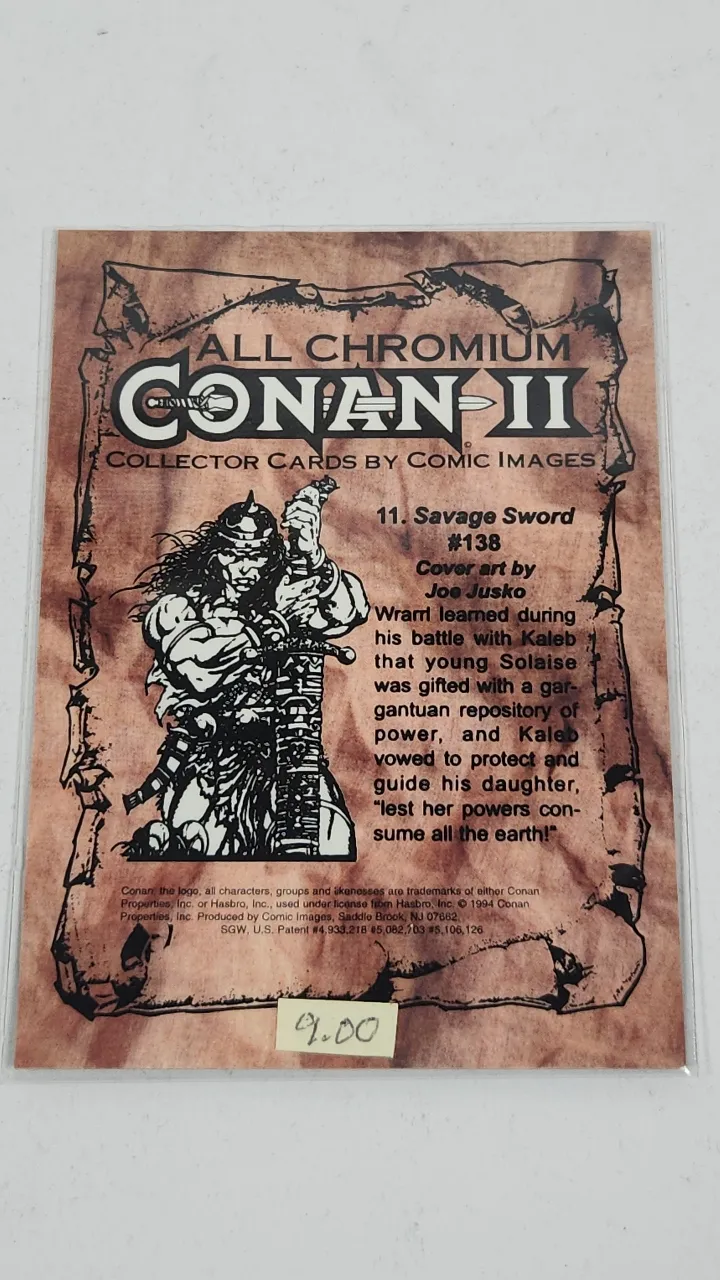 ALL CHROMIUM
CONAN II
©
COLLECTOR CARDS BY COMIC IMAGES
11. Savage Sword
#138
Cover art by
Joe Jusko
Wrarrl learned during
his battle with Kaleb
that young Solaise
was gifted with a gar-
gantuan repository of
power, and Kaleb
vowed to protect and
guide his daughter,
"lest her powers con-
sume all the earth!"
Conan, the logo, all characters, groups and likenesses are trademarks of either Conan
Properties, Inc. or Hasbro, Inc., used under license from Hasbro, Inc. © 1994 Conan
Properties, Inc. Produced by Comic Images, Saddle Brook, NJ 07662.
SGW, U.S. Patent #4,933,218 #5,082,703 #5,106,126
9.00